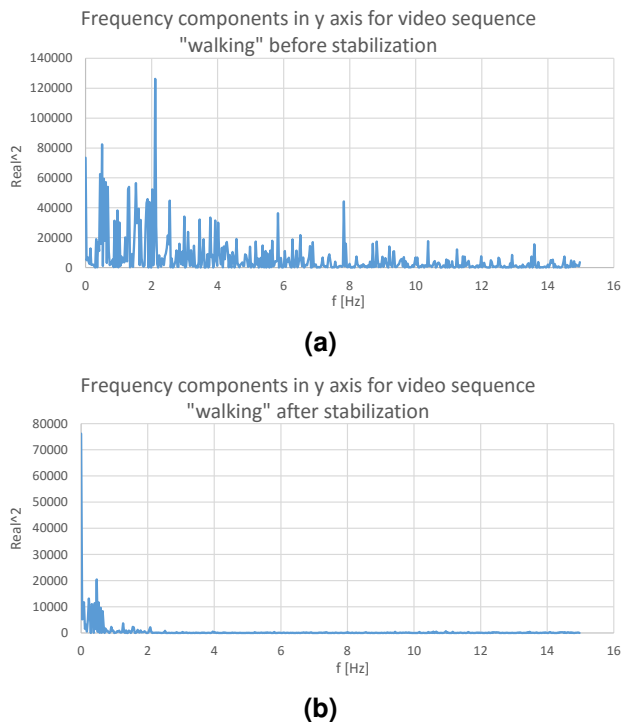 Frequency components in y axis for video sequence
"walking" before stabilization
140000
120000
100000
80000
60000
40000
20000
0
Real^2
0 2 4 6 8 10 12 14 16
f [Hz]
(a)
Frequency components in y axis for video sequence
"walking" after stabilization
80000
70000
60000
50000
40000
30000
20000
10000
0
Real^2
0 2 4 6 8 10 12 14 16
f [Hz]
(b)